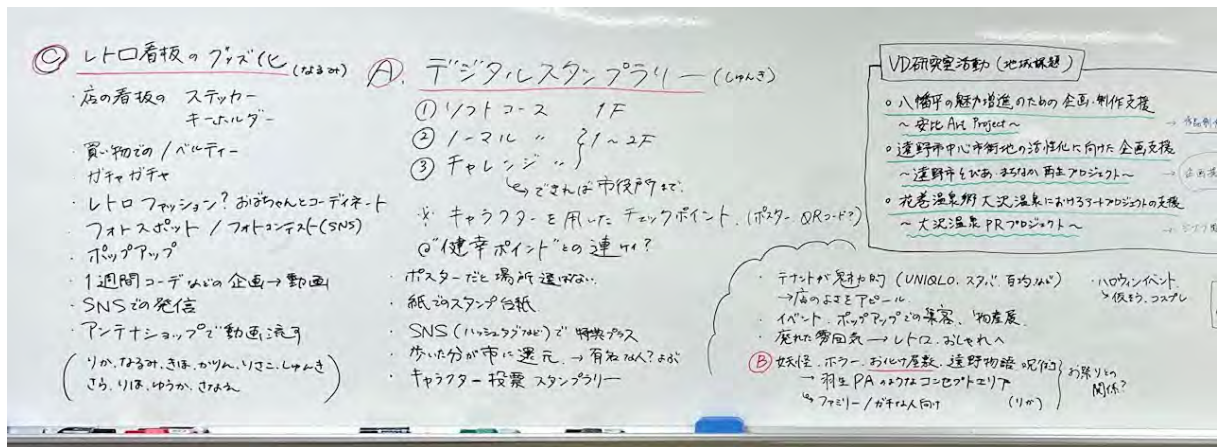 Ⓒ レトロ看板のグッズ化 (なるみ)
・店の看板の ステッカー
キーホルダー
・買い物でのノベルティー
・ガチャガチャ
・レトロファッション? おばちゃんとコーディネート
・フォトスポット / フォトコンテスト(SNS)
・ポップアップ
・1週間コーデなどの企画→動画
・SNSでの発信
・アンテナショップで動画流す
(りか、なるみ、きほ、かりん、りさこ、しゅんき
さら、りほ、ゆうか、さなえ)
Ⓐ. デジタルスタンプラリー (しゅんき)
① ソフトコース 1F
② ノーマル 〃 } 1~2F
③ チャレンジ 〃
↳できれば市役所まで。
※ キャラクターを用いたチェックポイント。(ポスター、QRコード?)
@"健幸ポイント"との連ケイ?
・ポスターだと場所選ばない。
・紙でのスタンプ台紙
・SNS(ハッシュタグなど)で特典プラス
・歩いた分が市に還元。→有名な人?よぶ
・キャラクター投票スタンプラリー
VD研究室活動(地域課題)
○八幡平の魅力増進のための企画・制作支援
~安比Art Project~
○遠野市中心市街地の活性化に向けた企画支援
~遠野市とぴあ・まちなか再生プロジェクト~
○花巻温泉郷大沢温泉におけるアートプロジェクトの支援
~大沢温泉PRプロジェクト~
・テナントが魅力的(UNIQLO、スタバ、百均など)
→店のよさをアピール
・イベント、ポップアップでの集客、物産展。
・廃れた雰囲気→レトロ、おしゃれへ
Ⓑ 妖怪、ホラー、お化け屋敷、遠野物語、呪術
→羽生PAのようなコンセプトエリア
↳ファミリー/ガチな人向け (りか)
お祭りとの
関係?
・ハロウィンイベント
↳仮そう、コスプレ